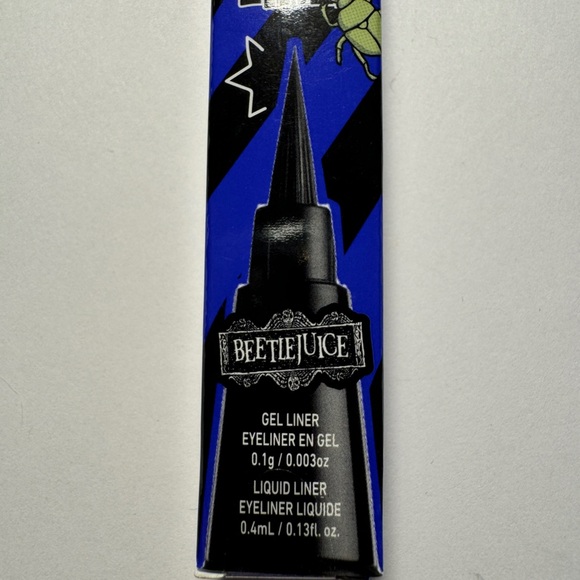 BEETLEJUICE
GEL LINER
EYELINER EN GEL
0.1g / 0.003oz
LIQUID LINER
EYELINER LIQUIDE
0.4mL / 0.13fl. oz.